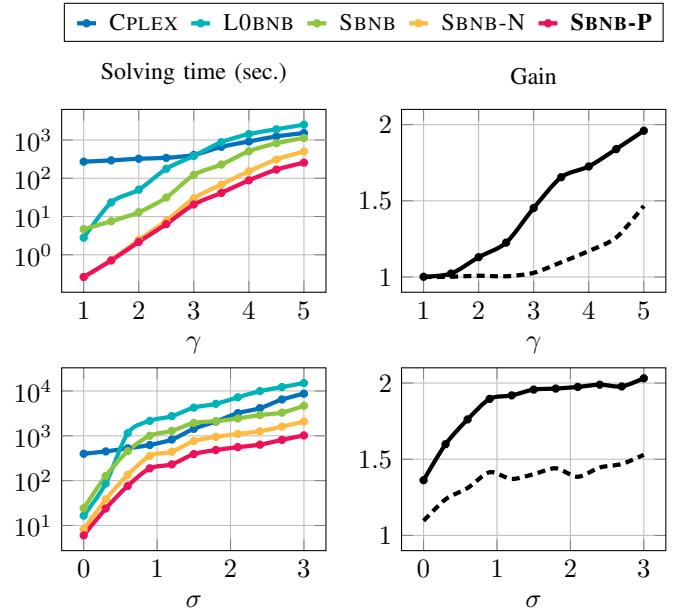 CPLEX L0BNB SBNB SBNB-N SBNB-P
Solving time (sec.) Gain
10^3
10^2
10^1
10^0
1 2 3 4 5
γ
2
1.5
1
1 2 3 4 5
γ
10^4
10^3
10^2
10^1
0 1 2 3
σ
2
1.5
1
0 1 2 3
σ